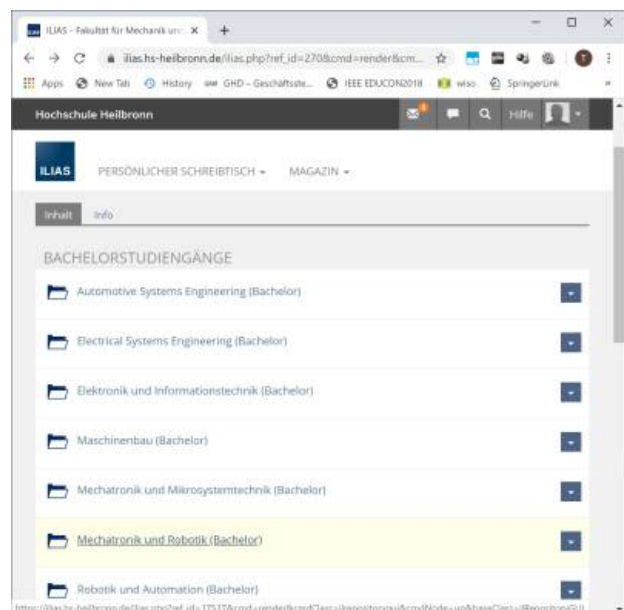 ILIAS - Fakultät für Mechanik und
ilias.hs-heilbronn.de/ilias.php?ref_id=270&cmd=render&cm...
Apps New Tab History GHD - Geschäftsste... IEEE EDUCON2018 wiso SpringerLink
Hochschule Heilbronn Hilfe
ILIAS PERSÖNLICHER SCHREIBTISCH MAGAZIN
Inhalt Info
BACHELORSTUDIENGÄNGE
Automotive Systems Engineering (Bachelor)
Electrical Systems Engineering (Bachelor)
Elektronik und Informationstechnik (Bachelor)
Maschinenbau (Bachelor)
Mechatronik und Mikrosystemtechnik (Bachelor)
Mechatronik und Robotik (Bachelor)
Robotik und Automation (Bachelor)